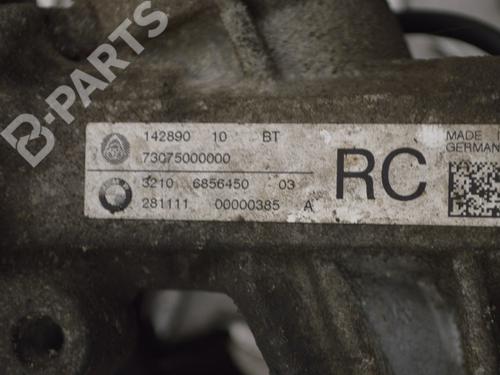 B-PARTS
142890 10 BT
73075000000
3210 6856450 03
281111 00000385 A
RC
MADE
GERMAN